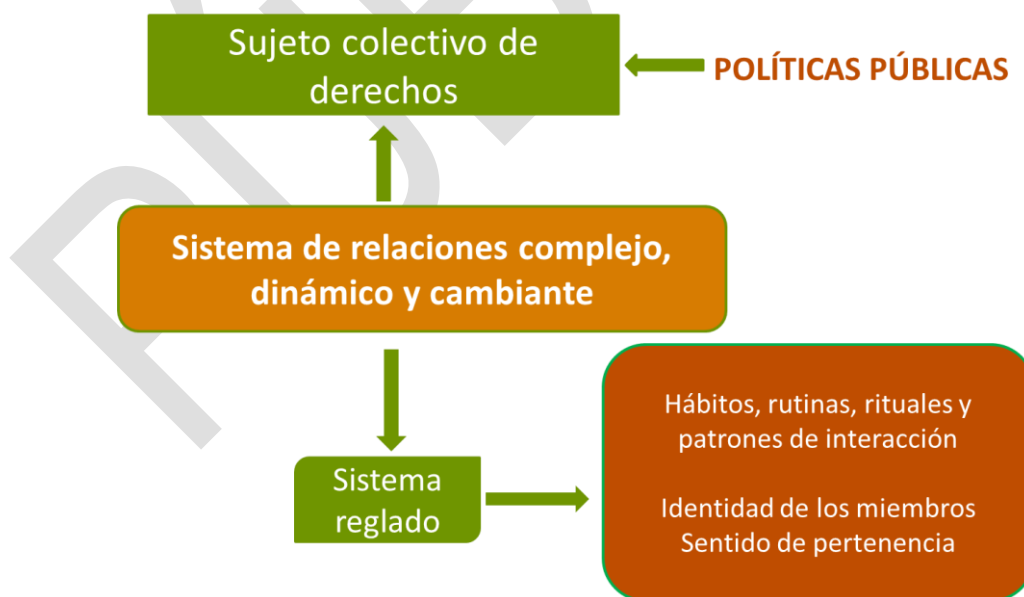 Sujeto colectivo de
derechos
POLÍTICAS PÚBLICAS
Sistema de relaciones complejo,
dinámico y cambiante
Hábitos, rutinas, rituales y
patrones de interacción
Identidad de los miembros
Sentido de pertenencia
Sistema
reglado